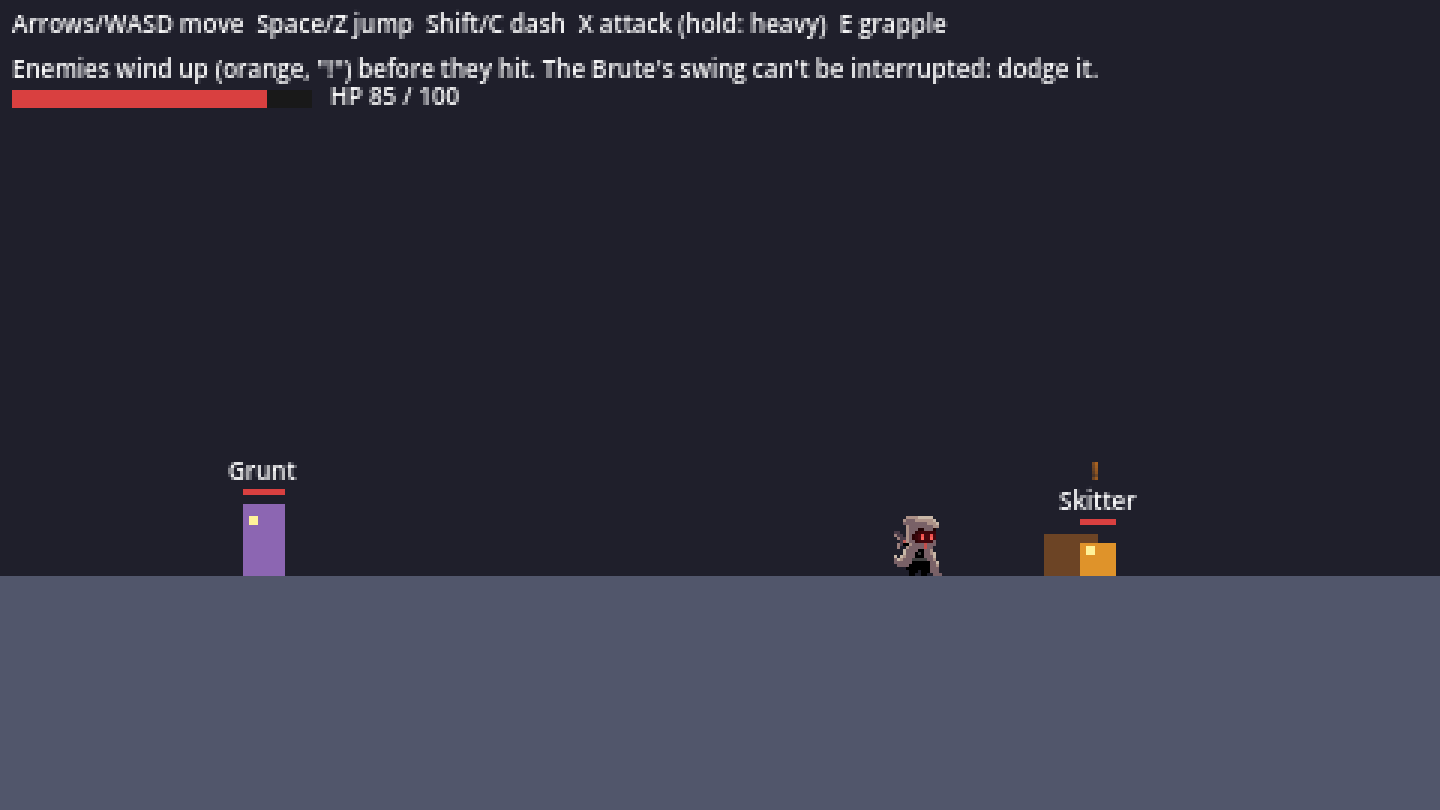 Arrows/WASD move  Space/Z jump  Shift/C dash  X attack (hold: heavy)  E grapple
Enemies wind up (orange, "!") before they hit. The Brute's swing can't be interrupted: dodge it.
HP 85 / 100
Grunt
!
Skitter